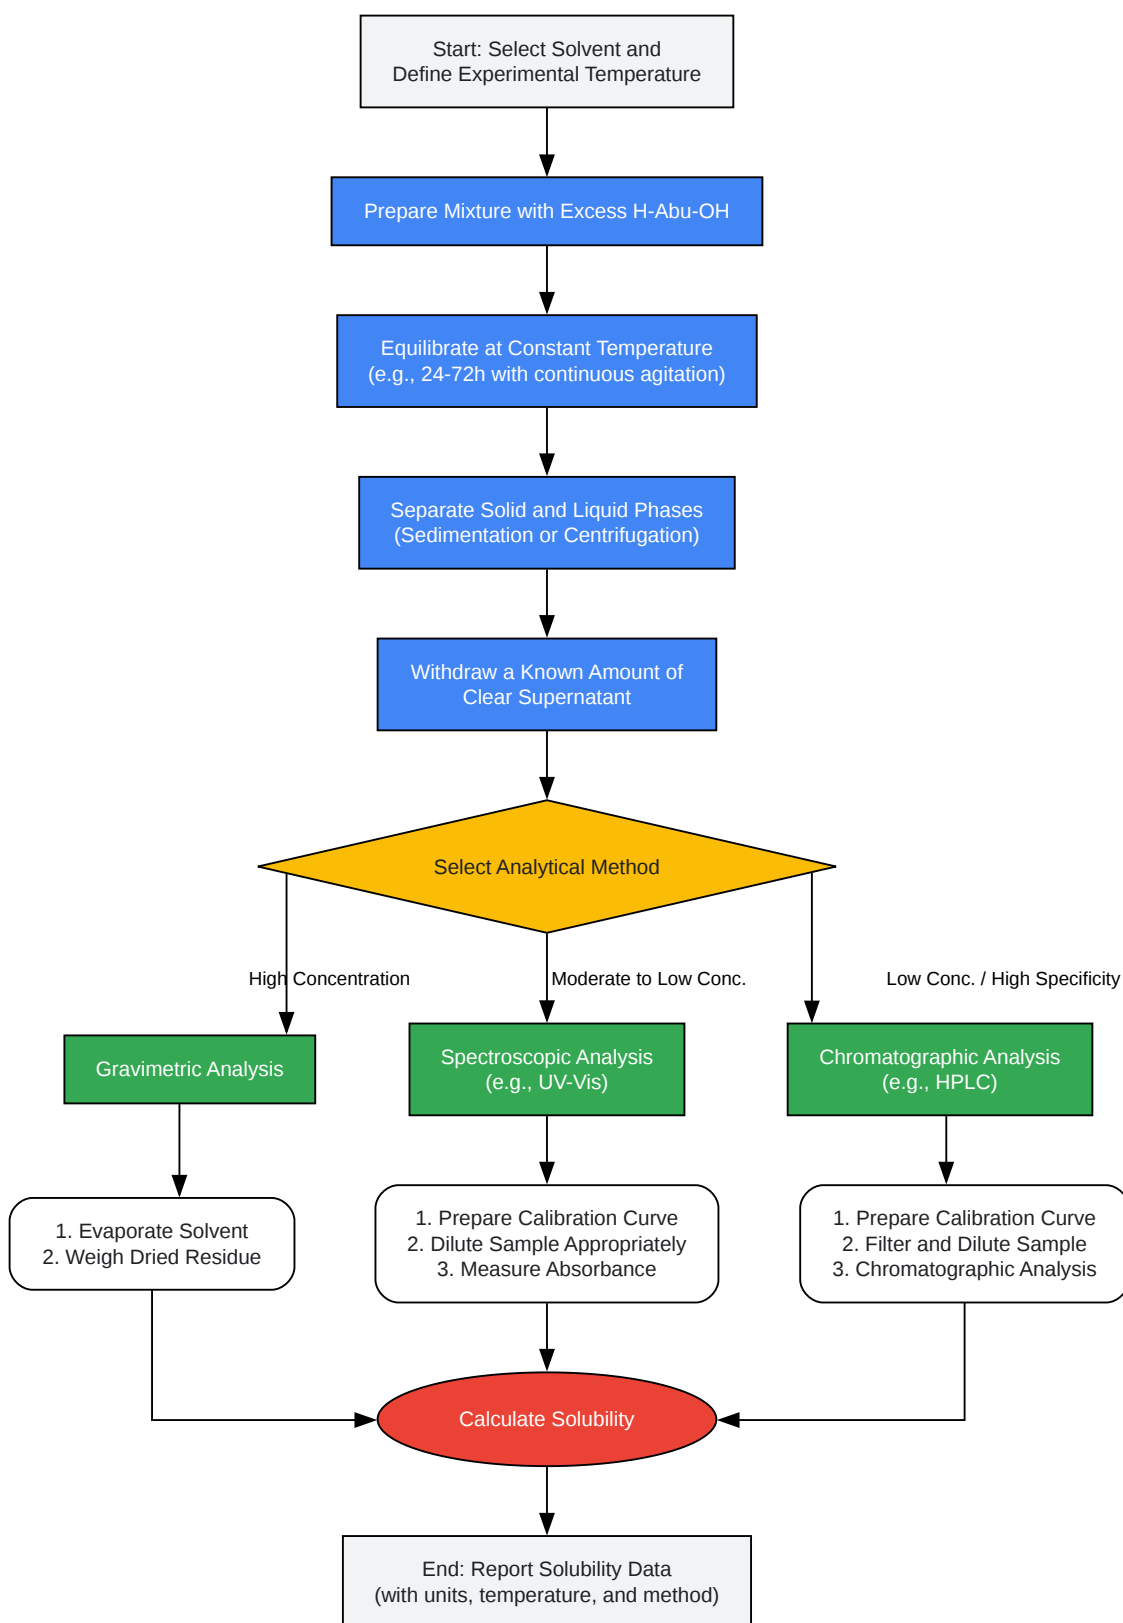 Start: Select Solvent and
Define Experimental Temperature
Prepare Mixture with Excess H-Abu-OH
Equilibrate at Constant Temperature
(e.g., 24-72h with continuous agitation)
Separate Solid and Liquid Phases
(Sedimentation or Centrifugation)
Withdraw a Known Amount of
Clear Supernatant
Select Analytical Method
High Concentration
Moderate to Low Conc.
Low Conc. / High Specificity
Gravimetric Analysis
Spectroscopic Analysis
(e.g., UV-Vis)
Chromatographic Analysis
(e.g., HPLC)
1. Evaporate Solvent
2. Weigh Dried Residue
1. Prepare Calibration Curve
2. Dilute Sample Appropriately
3. Measure Absorbance
1. Prepare Calibration Curve
2. Filter and Dilute Sample
3. Chromatographic Analysis
Calculate Solubility
End: Report Solubility Data
(with units, temperature, and method)